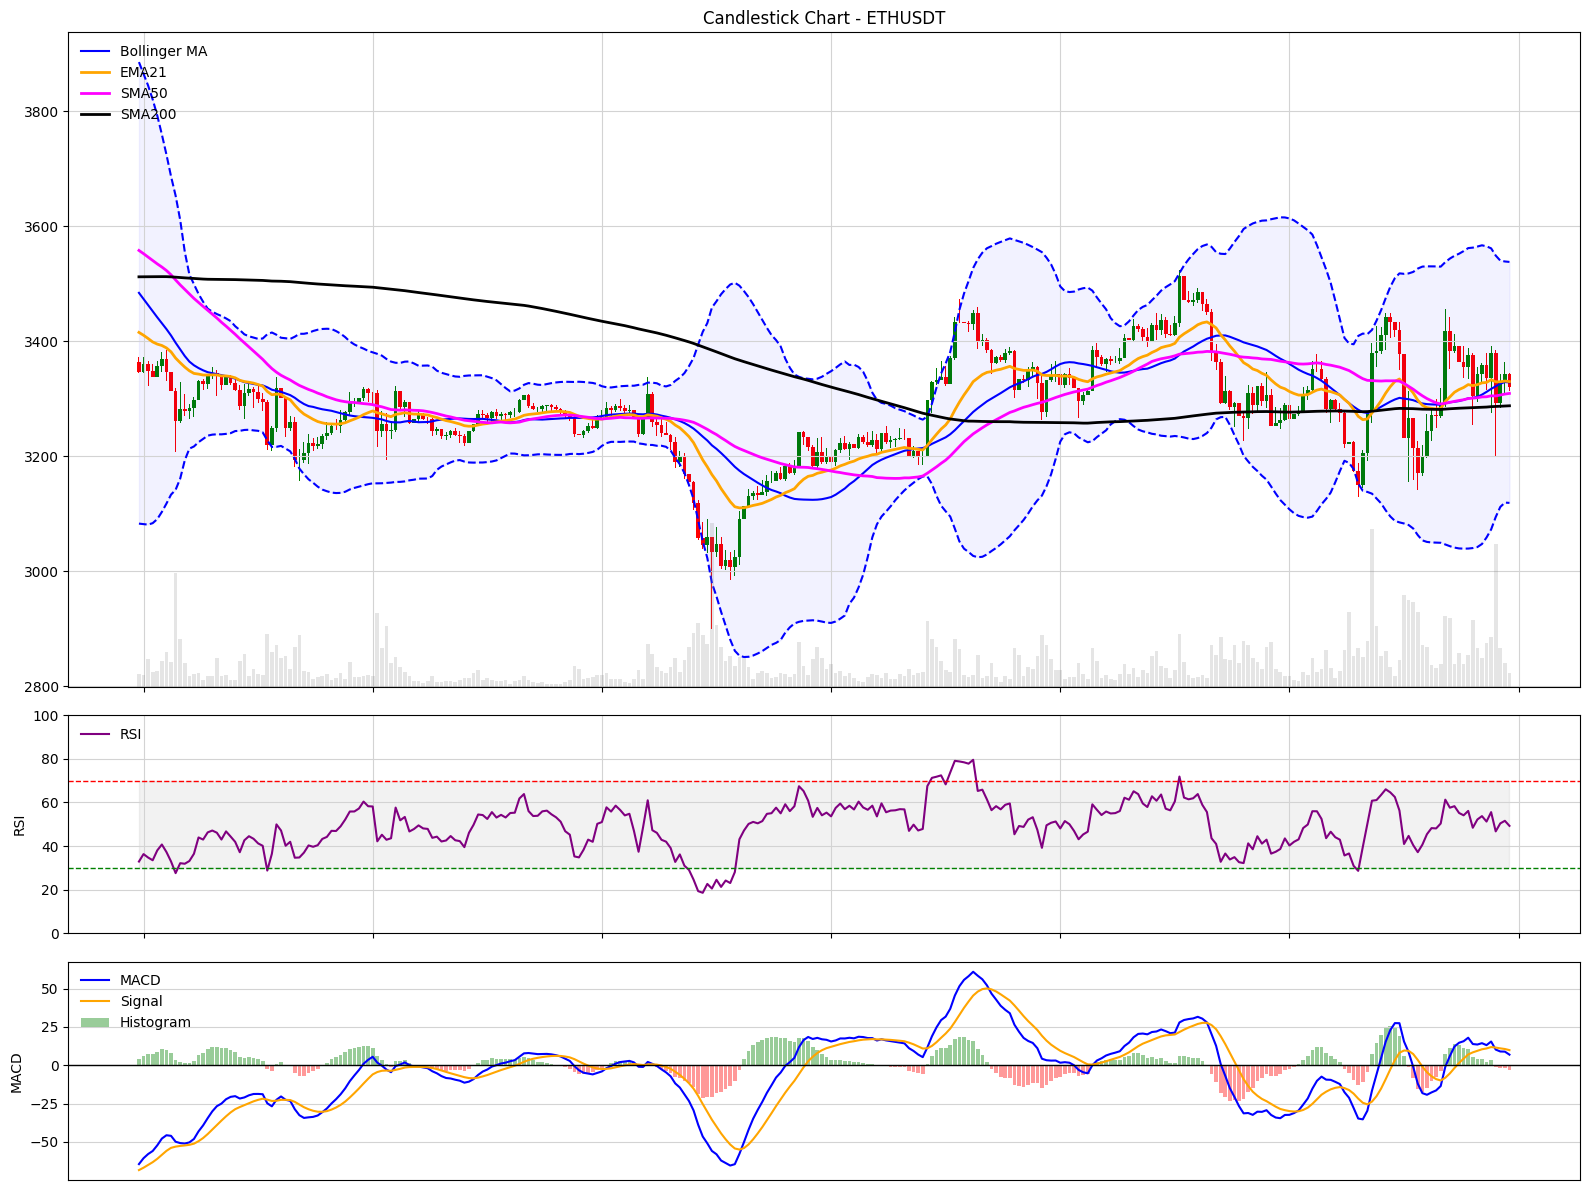 Candlestick Chart - ETHUSDT
Bollinger MA
EMA21
SMA50
SMA200
3800
3600
3400
3200
3000
2800
RSI
RSI
100
80
60
40
20
0
MACD
Signal
Histogram
MACD
50
25
0
−25
−50